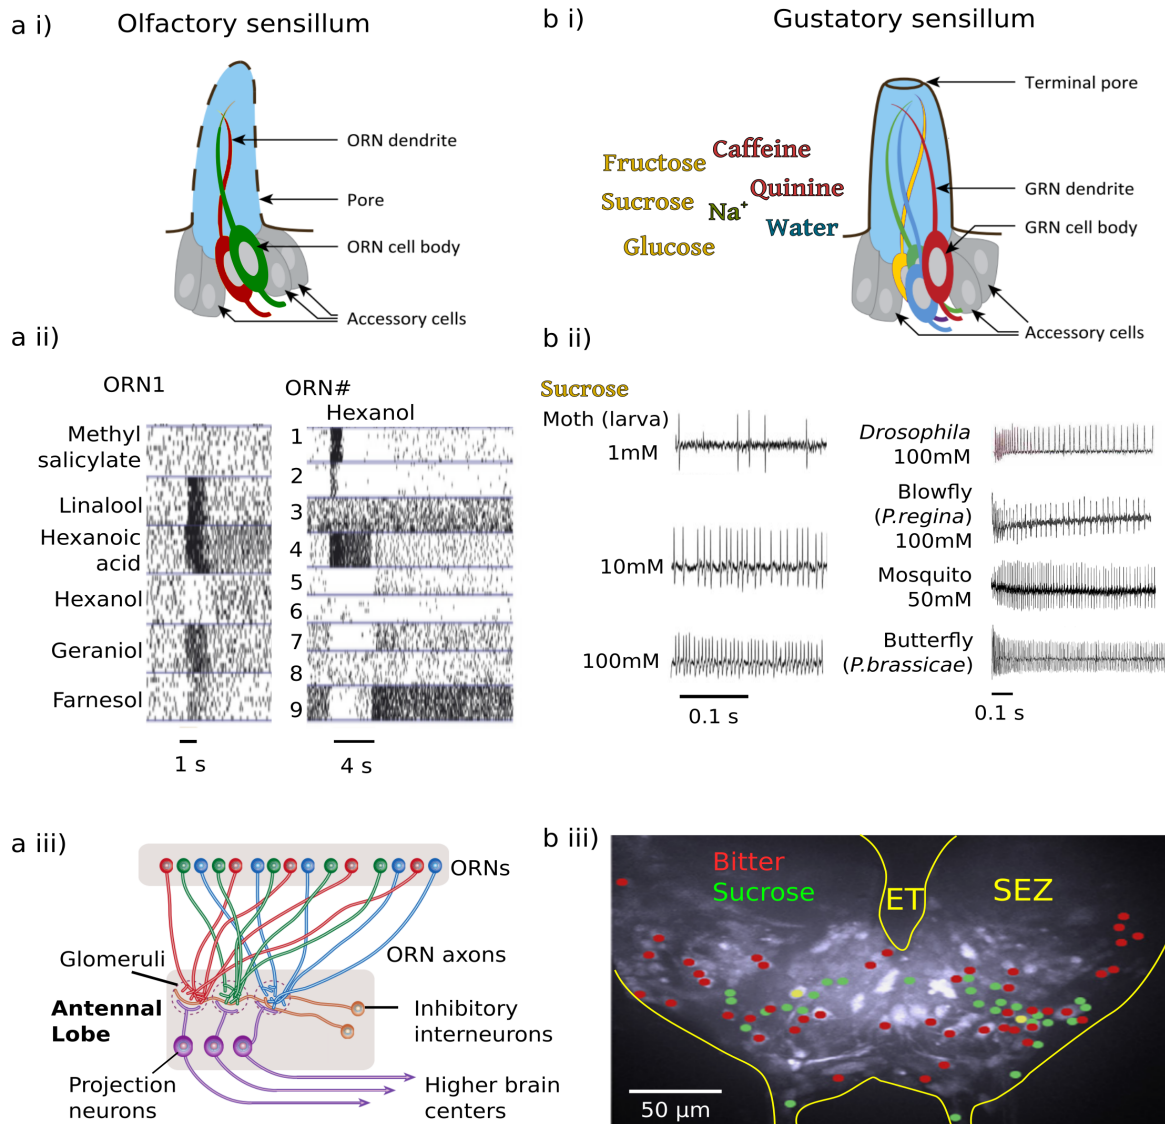 a i)
Olfactory sensillum
ORN dendrite
Pore
ORN cell body
Accessory cells
b i)
Gustatory sensillum
Terminal pore
Fructose
Caffeine
Sucrose
Quinine
Na⁺
Water
Glucose
GRN dendrite
GRN cell body
Accessory cells
a ii)
ORN1
ORN#
Hexanol
Methyl
salicylate
Linalool
Hexanoic
acid
Hexanol
Geraniol
Farnesol
1
2
3
4
5
6
7
8
9
1 s
4 s
b ii)
Sucrose
Moth (larva)
1mM
10mM
100mM
0.1 s
Drosophila
100mM
Blowfly
(P.regina)
100mM
Mosquito
50mM
Butterfly
(P.brassicae)
0.1 s
a iii)
ORNs
ORN axons
Glomeruli
Antennal
Lobe
Inhibitory
interneurons
Projection
neurons
Higher brain
centers
b iii)
Bitter
Sucrose
ET
SEZ
50 μm